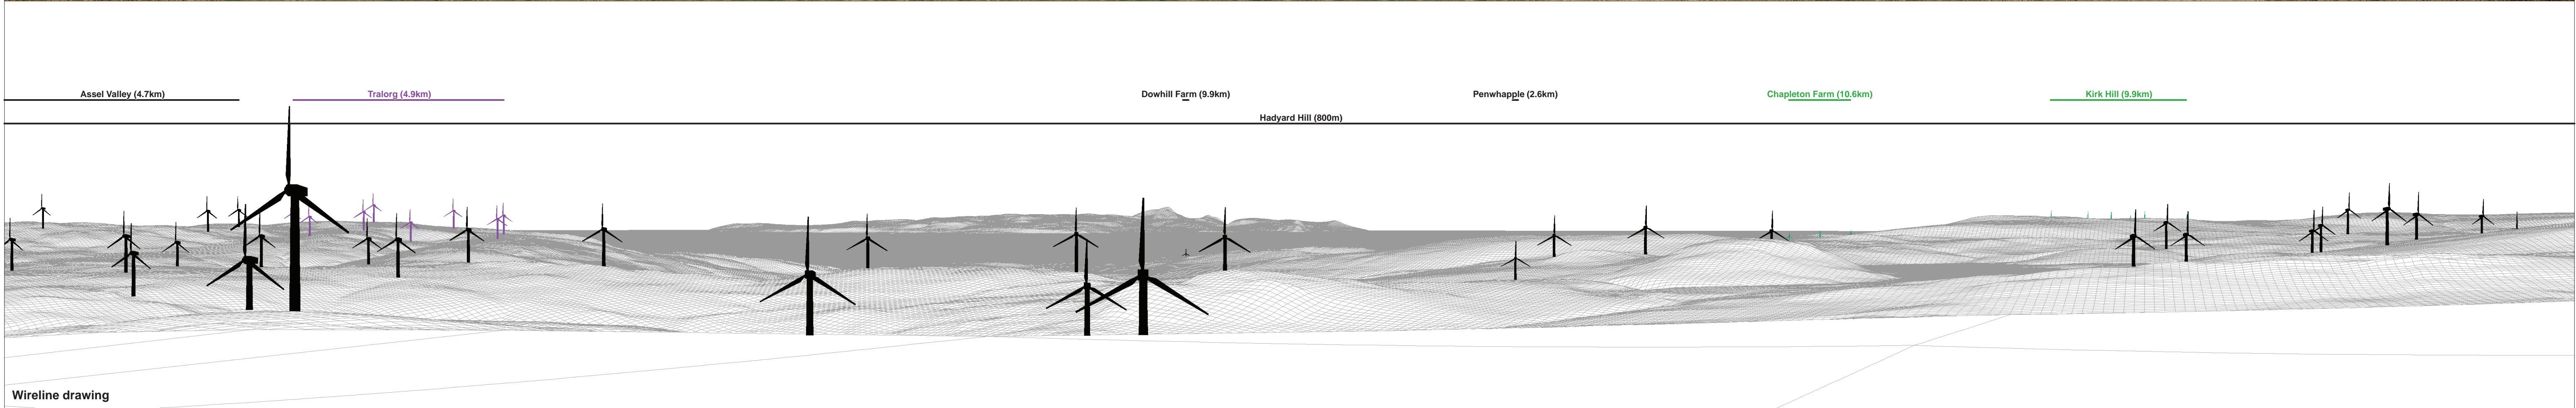 Assel Valley (4.7km)
Tralorg (4.9km)
Dowhill Farm (9.9km)
Penwhapple (2.6km)
Chapleton Farm (10.6km)
Kirk Hill (9.9km)
Hadyard Hill (800m)
Wireline drawing